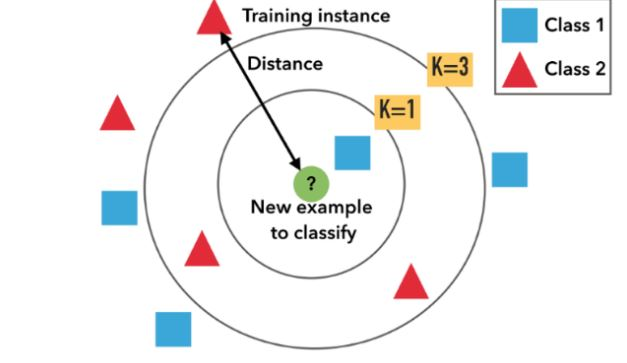 Training instance
Class 1
Distance
K=3
Class 2
K=1
?
New example
to classify